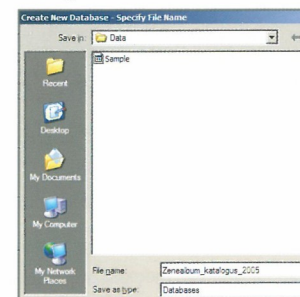 Create New Database - Specify File Name
Save in:
Data
Sample
Recent
Desktop
My Documents
My Computer
My Network Places
File name:
Zenealbum_katalogus_2005
Save as type:
Databases